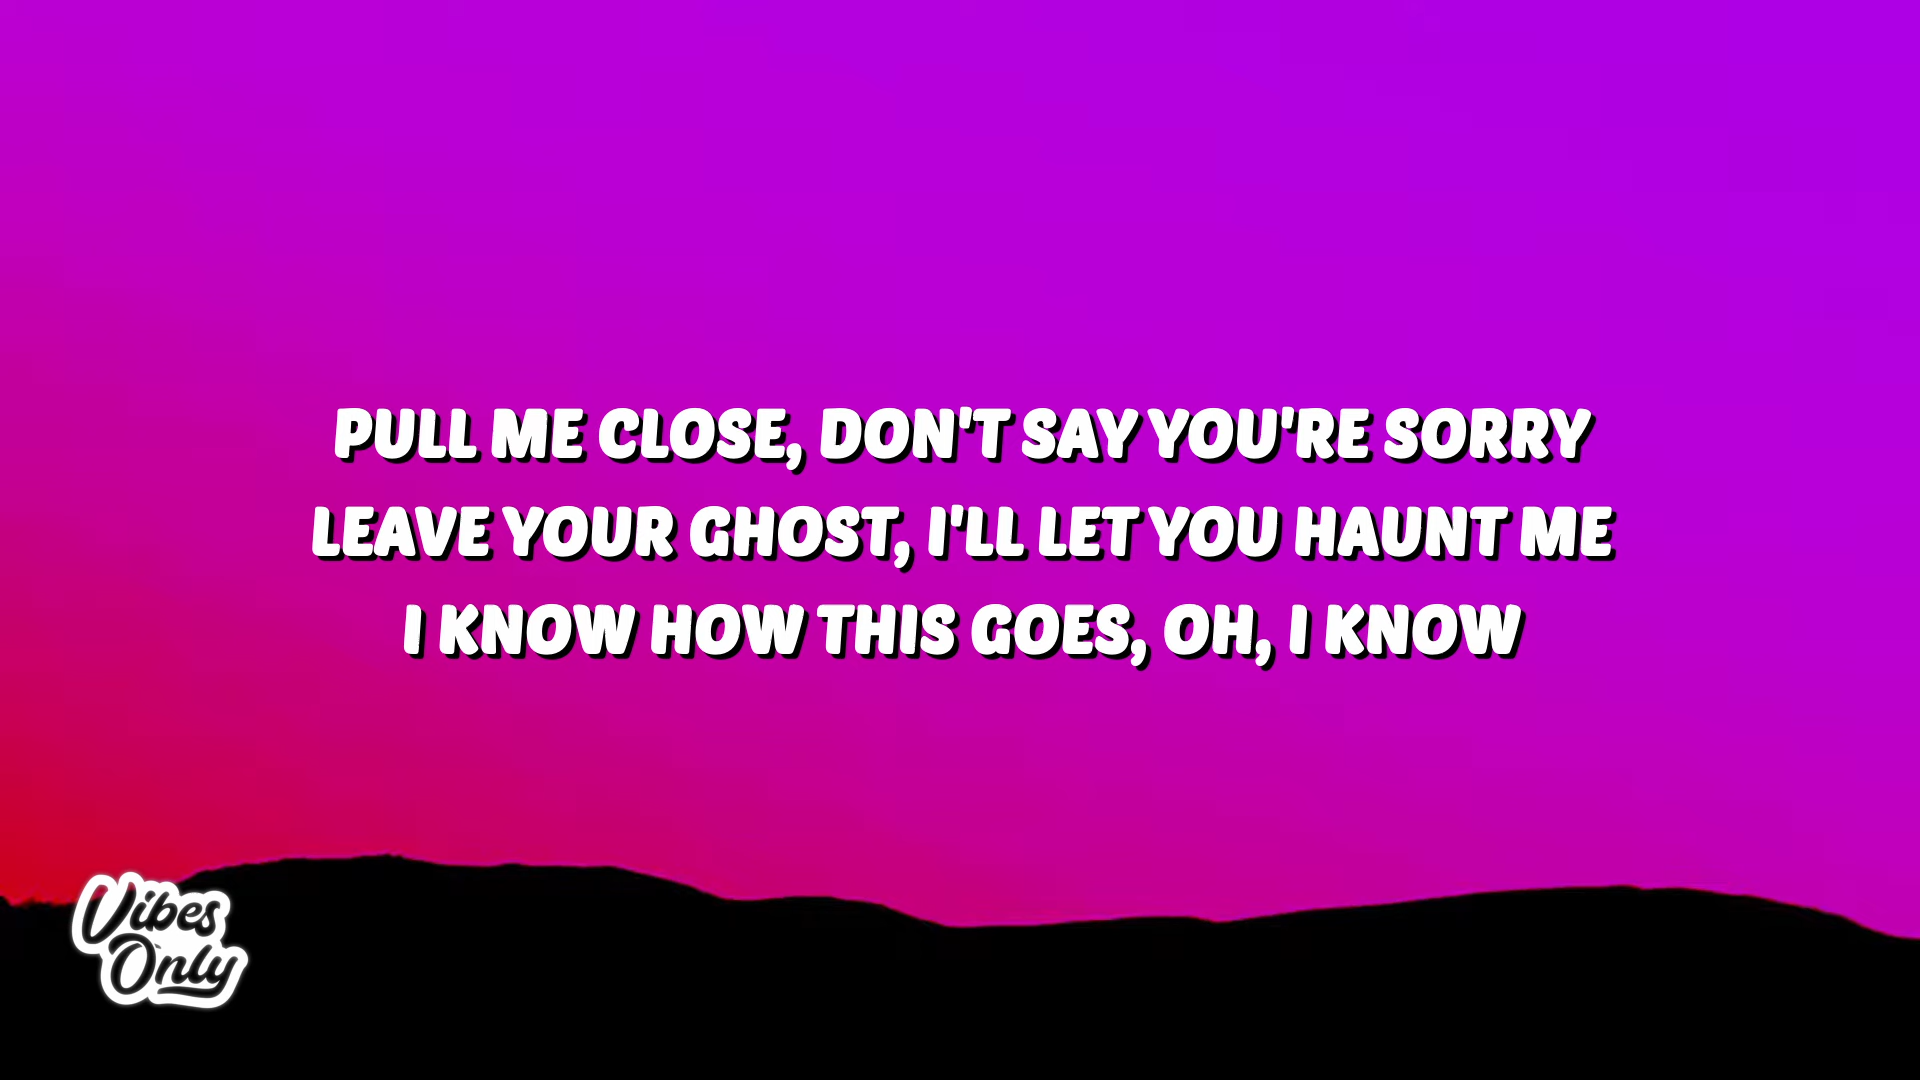 PULL ME CLOSE, DON'T SAY YOU'RE SORRY
LEAVE YOUR GHOST, I'LL LET YOU HAUNT ME
I KNOW HOW THIS GOES, OH, I KNOW
Vibes
Only